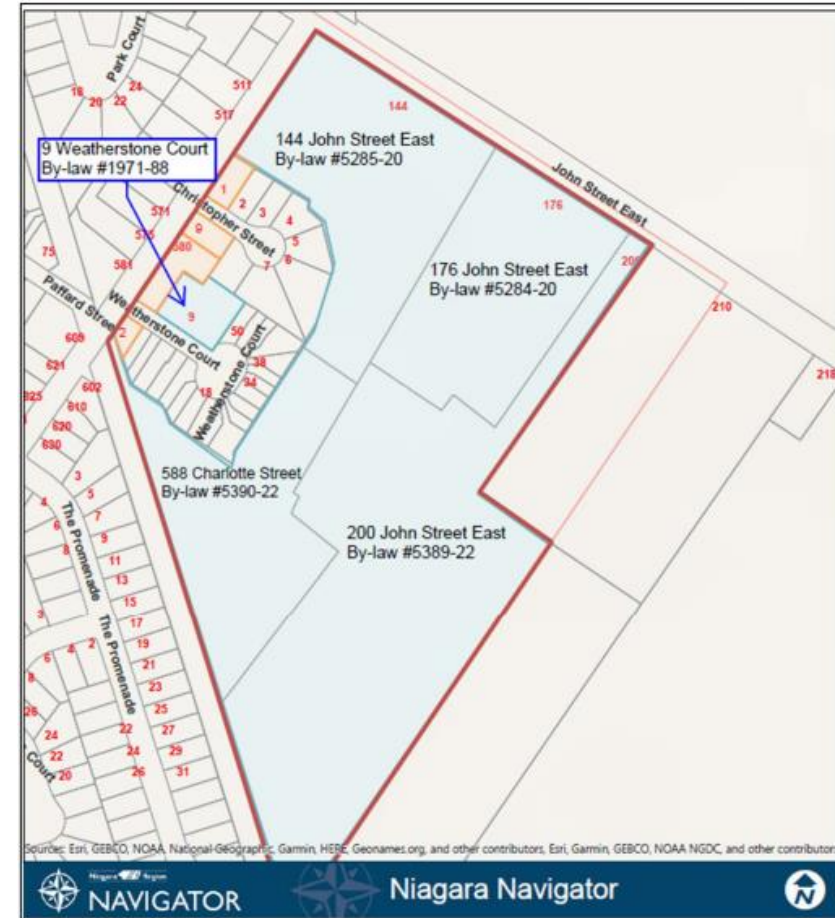 Park Court
18
20
22
24
511
517
144
144 John Street East
By-law #5285-20
John Street East
9 Weatherstone Court
By-law #1971-88
176
1
2
3
4
5
6
7
9
Christopher Street
571
575
580
581
176 John Street East
By-law #5284-20
210
218
75
Paffard Street
2
Weatherstone Court
9
50
38
34
18
Weatherstone Court
609
621
602
610
620
630
588 Charlotte Street
By-law #5390-22
200 John Street East
By-law #5389-22
3
5
7
9
11
13
15
17
19
21
23
25
27
29
31
4
6
8
The Promenade
The Promenade
3
2
4
6
8
26
24
22
20
Court
22
24
26
Sources: Esri, GEBCO, NOAA, National Geographic, Garmin, HERE, Geonames.org, and other contributors, Esri, Garmin, GEBCO, NOAA NGDC, and other contributors
Niagara Region
NAVIGATOR
Niagara Navigator
N